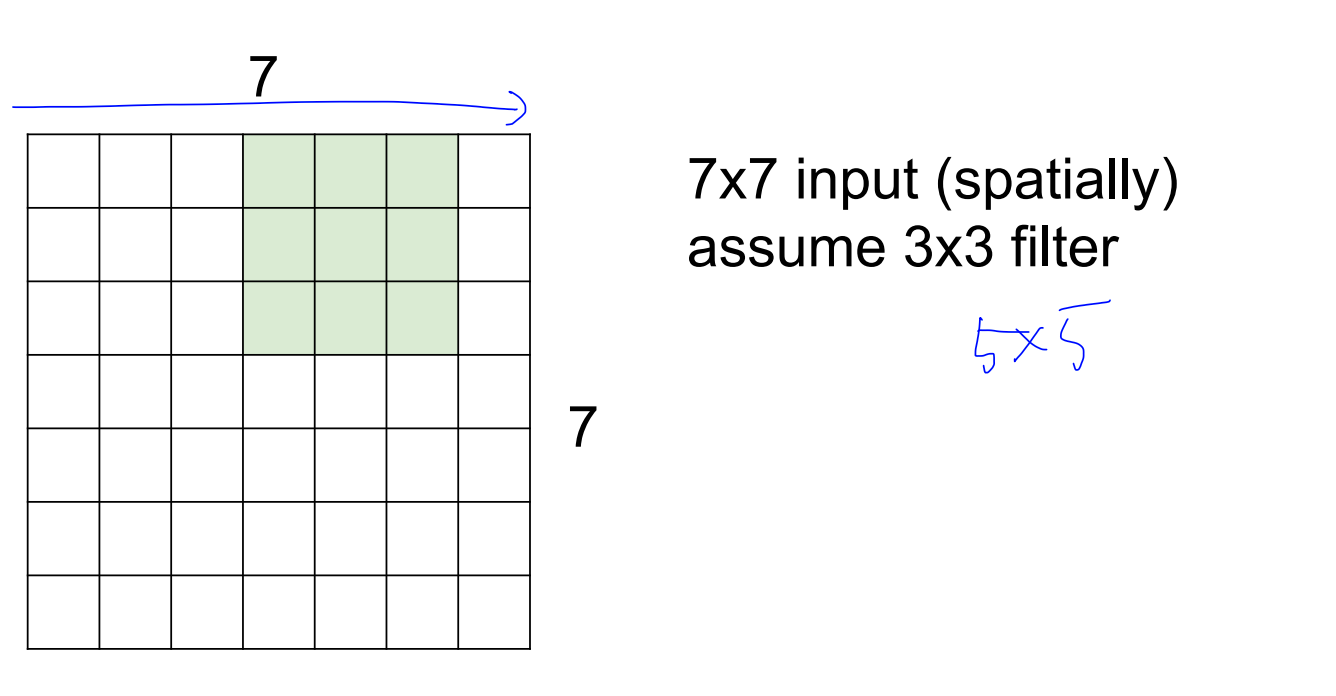 7
7x7 input (spatially)
assume 3x3 filter
5x5
7